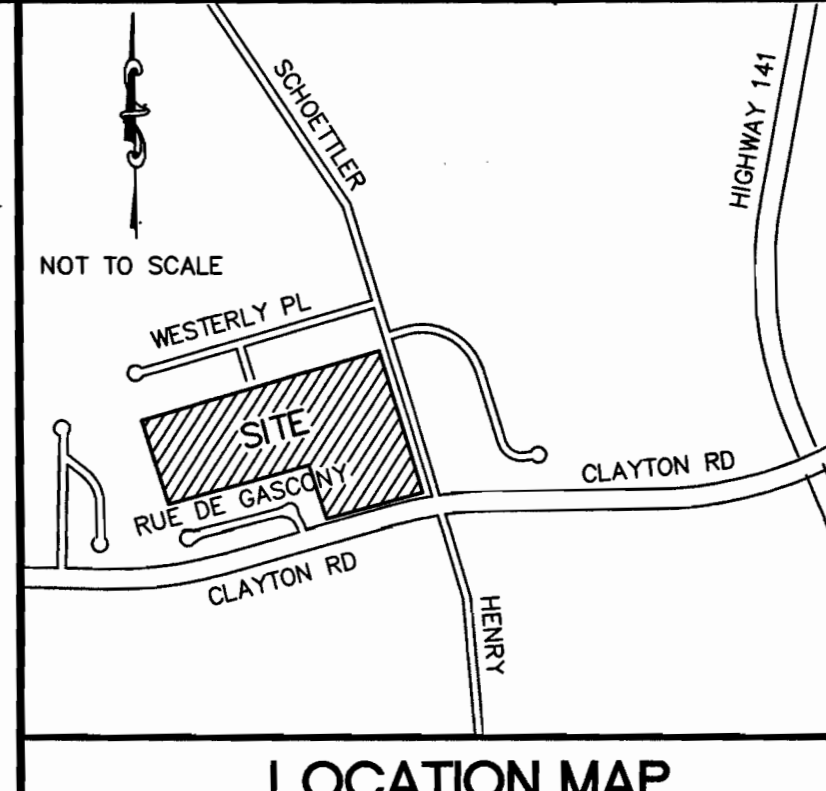 SCHOETTLER
HIGHWAY 141
NOT TO SCALE
WESTERLY PL
SITE
RUE DE GASCONY
CLAYTON RD
CLAYTON RD
HENRY
LOCATION MAP